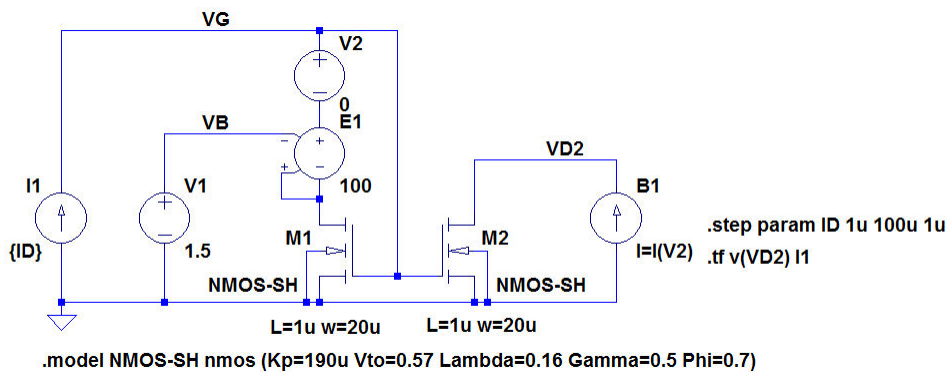 VG
V2
0
E1
VB
100
I1
{ID}
V1
1.5
M1
NMOS-SH
L=1u w=20u
M2
NMOS-SH
L=1u w=20u
VD2
B1
I=I(V2)
.step param ID 1u 100u 1u
.tf v(VD2) I1
.model NMOS-SH nmos (Kp=190u Vto=0.57 Lambda=0.16 Gamma=0.5 Phi=0.7)